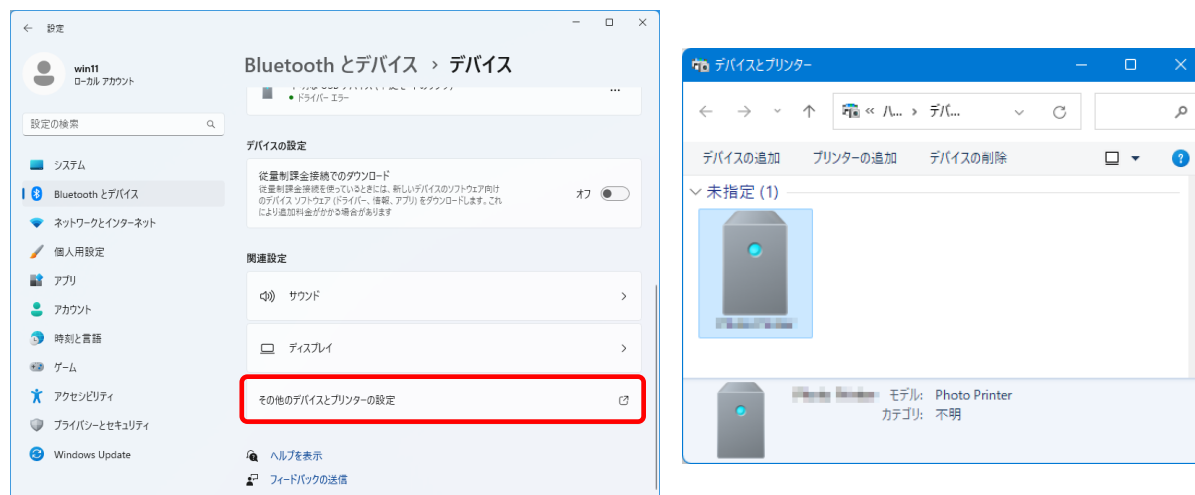 設定
win11
ローカル アカウント
設定の検索
システム
Bluetooth とデバイス
ネットワークとインターネット
個人用設定
アプリ
アカウント
時刻と言語
ゲーム
アクセシビリティ
プライバシーとセキュリティ
Windows Update
Bluetooth とデバイス › デバイス
ドライバー エラー
デバイスの設定
従量制課金接続でのダウンロード
従量制課金接続を使っているときには、新しいデバイスのソフトウェア向け
のデバイス ソフトウェア (ドライバー、情報、アプリ) をダウンロードします。これ
により追加料金がかかる場合があります
オフ
関連設定
サウンド
ディスプレイ
その他のデバイスとプリンターの設定
ヘルプを表示
フィードバックの送信
デバイスとプリンター
« ハ... › デバ...
デバイスの追加 プリンターの追加 デバイスの削除
未指定 (1)
モデル: Photo Printer
カテゴリ: 不明